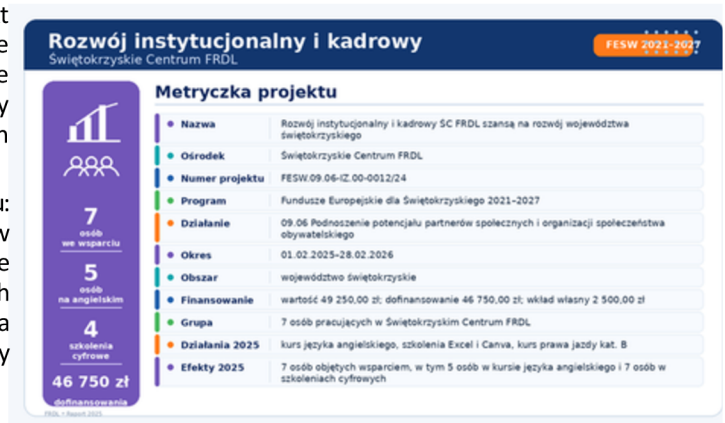 t
e
e
y
n
u:
w
e
h
a
y
Rozwój instytucjonalny i kadrowy
Świętokrzyskie Centrum FRDL
FESW 2021-2027
7
osób
we wsparciu
5
osób
na angielskim
4
szkolenia
cyfrowe
46 750 zł
dofinansowania
FRDL • Raport 2025
Metryczka projektu
Nazwa Rozwój instytucjonalny i kadrowy ŚC FRDL szansą na rozwój województwa
świętokrzyskiego
Ośrodek Świętokrzyskie Centrum FRDL
Numer projektu FESW.09.06-IZ.00-0012/24
Program Fundusze Europejskie dla Świętokrzyskiego 2021–2027
Działanie 09.06 Podnoszenie potencjału partnerów społecznych i organizacji społeczeństwa
obywatelskiego
Okres 01.02.2025–28.02.2026
Obszar województwo świętokrzyskie
Finansowanie wartość 49 250,00 zł; dofinansowanie 46 750,00 zł; wkład własny 2 500,00 zł
Grupa 7 osób pracujących w Świętokrzyskim Centrum FRDL
Działania 2025 kurs języka angielskiego, szkolenia Excel i Canva, kurs prawa jazdy kat. B
Efekty 2025 7 osób objętych wsparciem, w tym 5 osób w kursie języka angielskiego i 7 osób w
szkoleniach cyfrowych